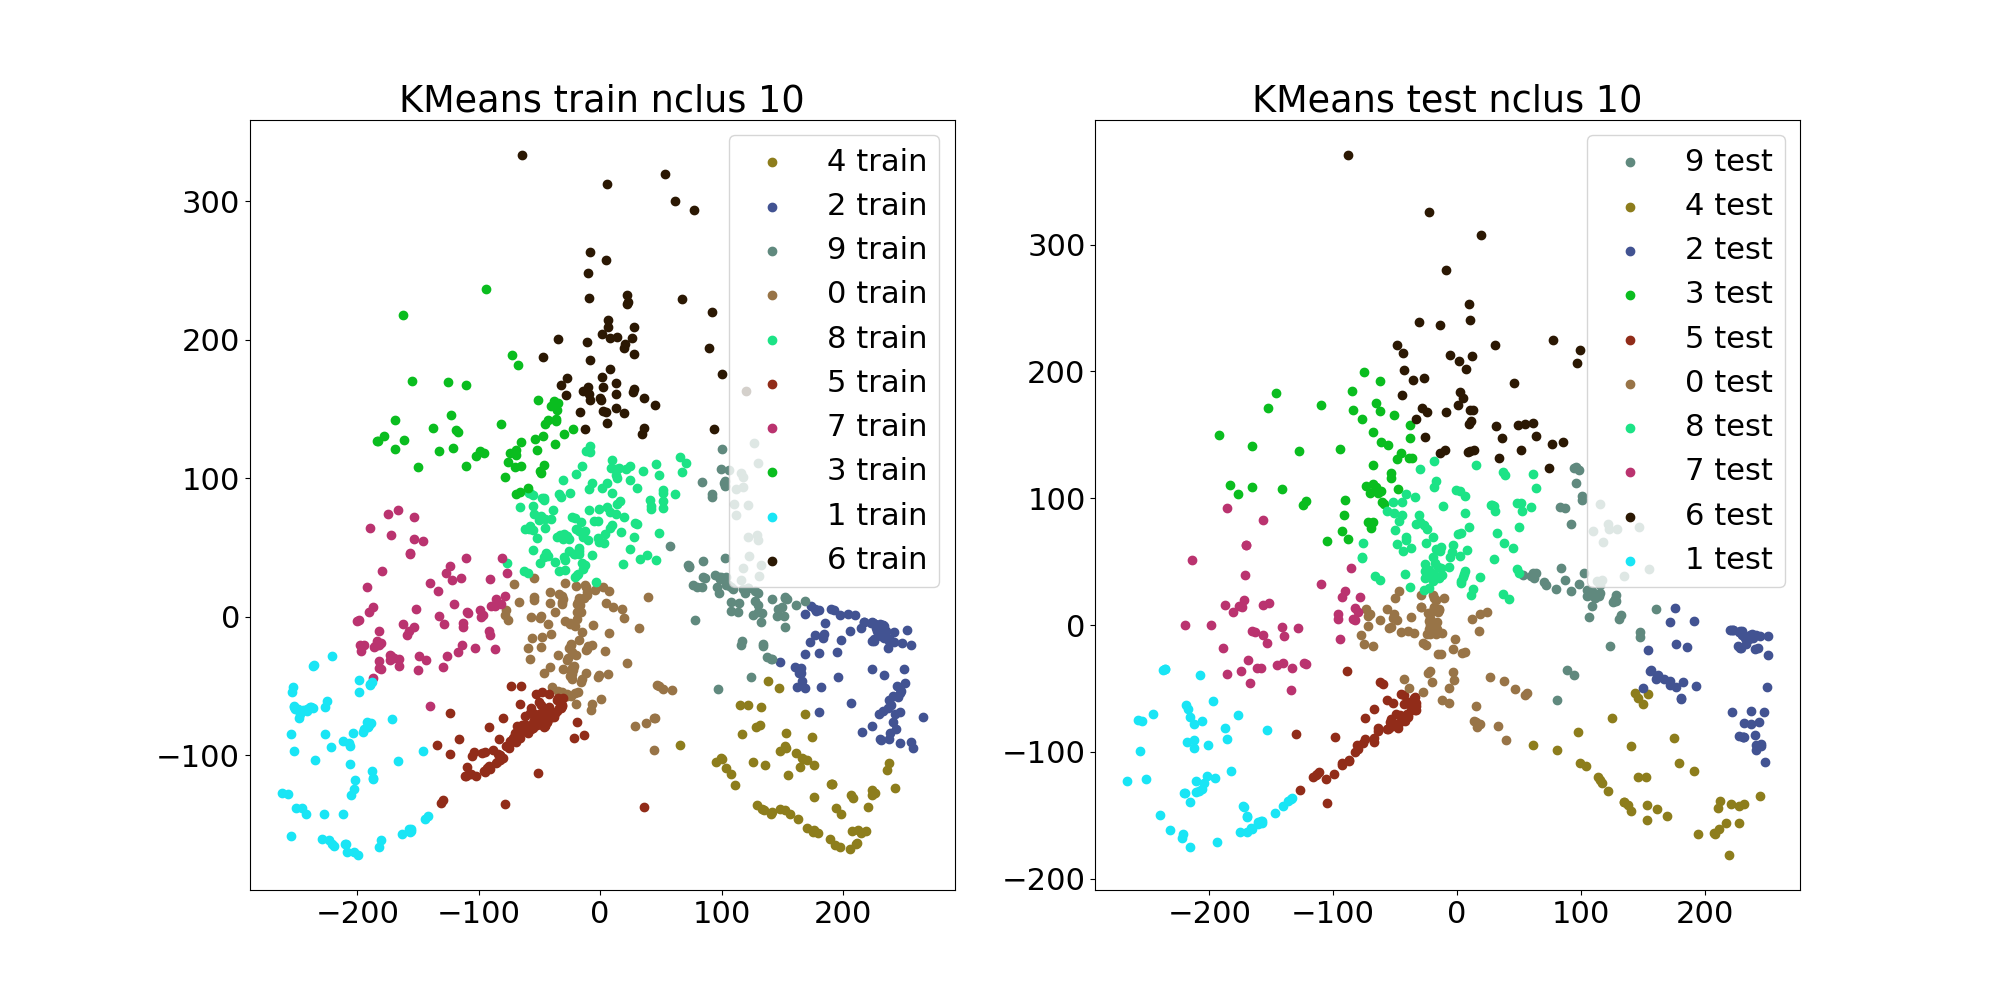 KMeans train nclus 10
300
200
100
0
−100
−200
−100
0
100
200
4 train
2 train
9 train
0 train
8 train
5 train
7 train
3 train
1 train
6 train
KMeans test nclus 10
300
200
100
0
−100
−200
−200
−100
0
100
200
9 test
4 test
2 test
3 test
5 test
0 test
8 test
7 test
6 test
1 test